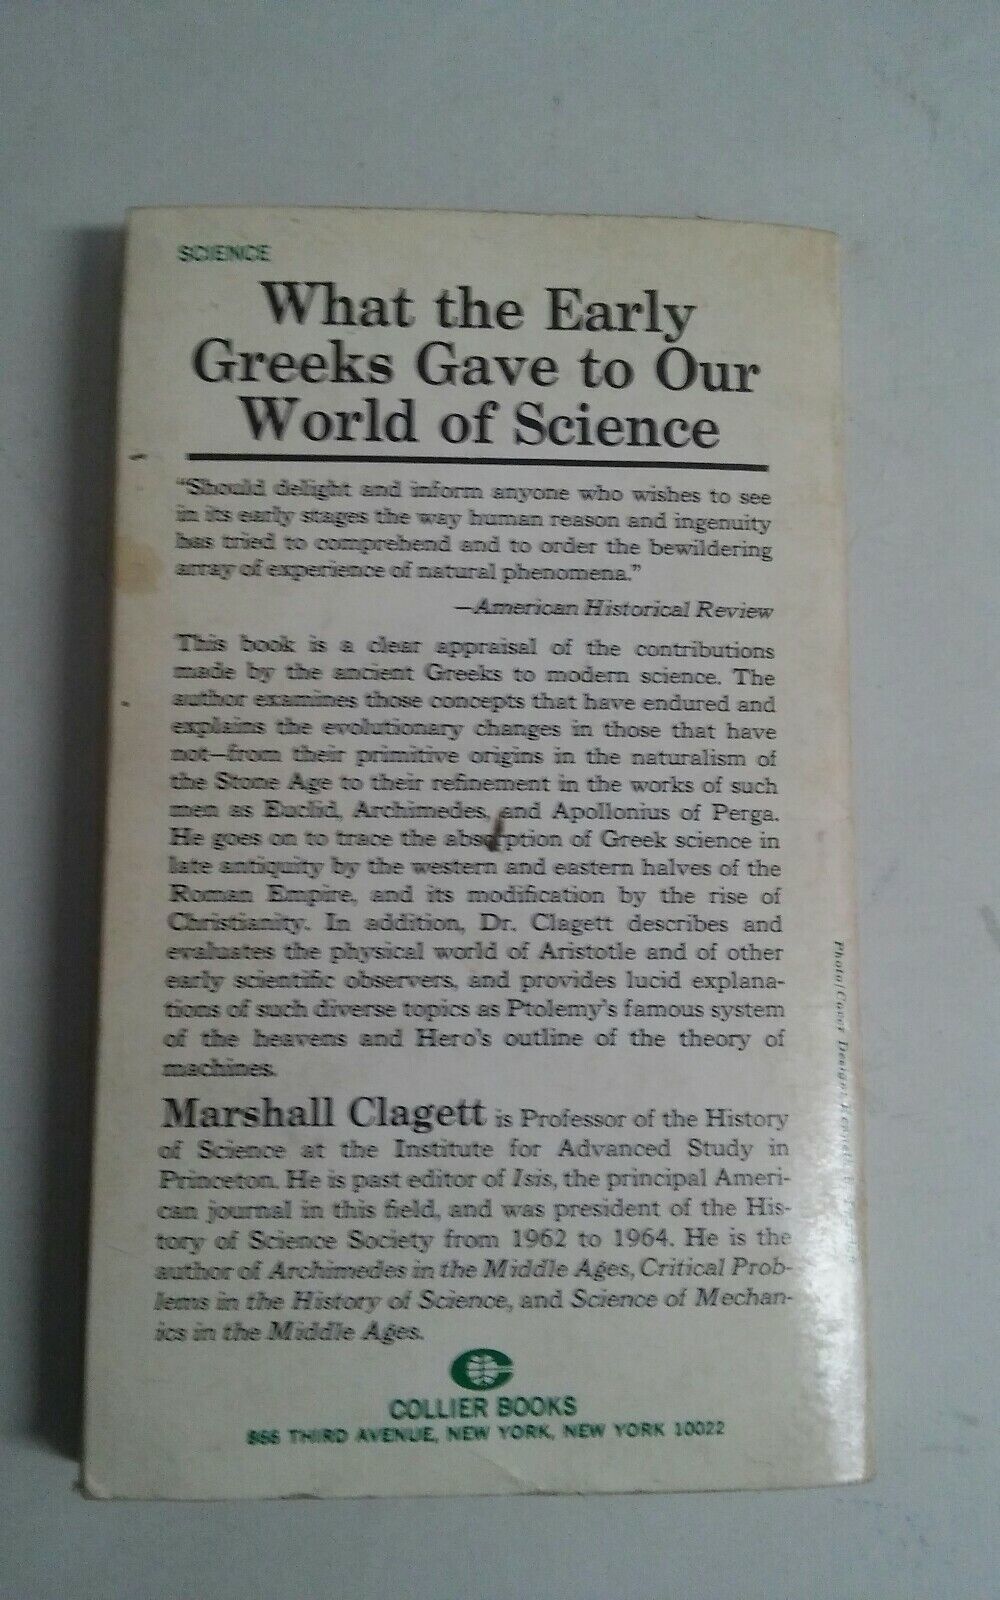 SCIENCE
What the Early
Greeks Gave to Our
World of Science
“Should delight and inform anyone who wishes to see
in its early stages the way human reason and ingenuity
has tried to comprehend and to order the bewildering
array of experience of natural phenomena.”
—American Historical Review
This book is a clear appraisal of the contributions
made by the ancient Greeks to modern science. The
author examines those concepts that have endured and
explains the evolutionary changes in those that have
not—from their primitive origins in the naturalism of
the Stone Age to their refinement in the works of such
men as Euclid, Archimedes, and Apollonius of Perga.
He goes on to trace the absorption of Greek science in
late antiquity by the western and eastern halves of the
Roman Empire, and its modification by the rise of
Christianity. In addition, Dr. Clagett describes and
evaluates the physical world of Aristotle and of other
early scientific observers, and provides lucid explana-
tions of such diverse topics as Ptolemy’s famous system
of the heavens and Hero’s outline of the theory of
machines.
Marshall Clagett is Professor of the History
of Science at the Institute for Advanced Study in
Princeton. He is past editor of Isis, the principal Ameri-
can journal in this field, and was president of the His-
tory of Science Society from 1962 to 1964. He is the
author of Archimedes in the Middle Ages, Critical Prob-
lems in the History of Science, and Science of Mechan-
ics in the Middle Ages.
COLLIER BOOKS
866 THIRD AVENUE, NEW YORK, NEW YORK 10022
Photo/Cover Design: